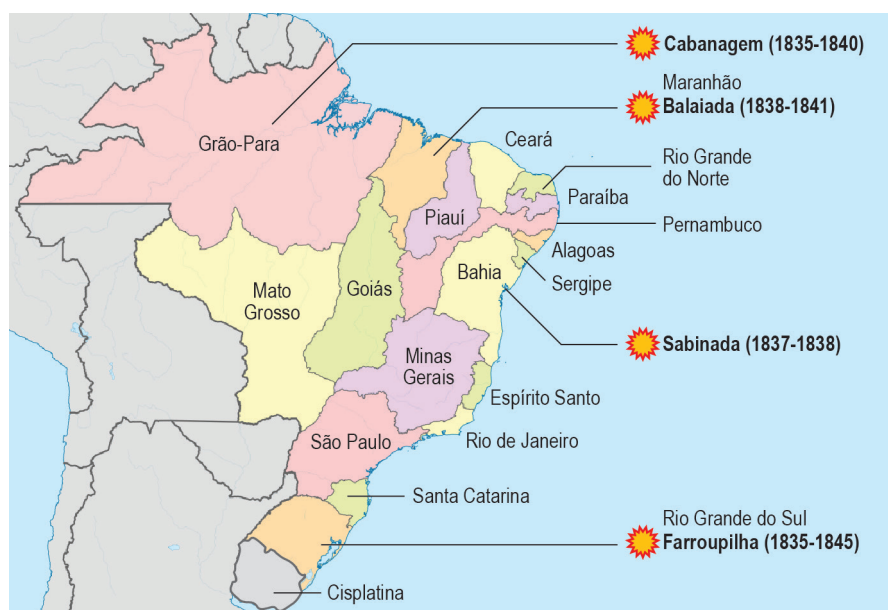 Cabanagem (1835-1840)
Maranhão
Balaiada (1838-1841)
Ceará
Grão-Para
Rio Grande
do Norte
Paraíba
Piauí
Pernambuco
Alagoas
Bahia
Sergipe
Mato
Grosso
Goiás
Sabinada (1837-1838)
Minas
Gerais
Espírito Santo
São Paulo
Rio de Janeiro
Santa Catarina
Rio Grande do Sul
Farroupilha (1835-1845)
Cisplatina